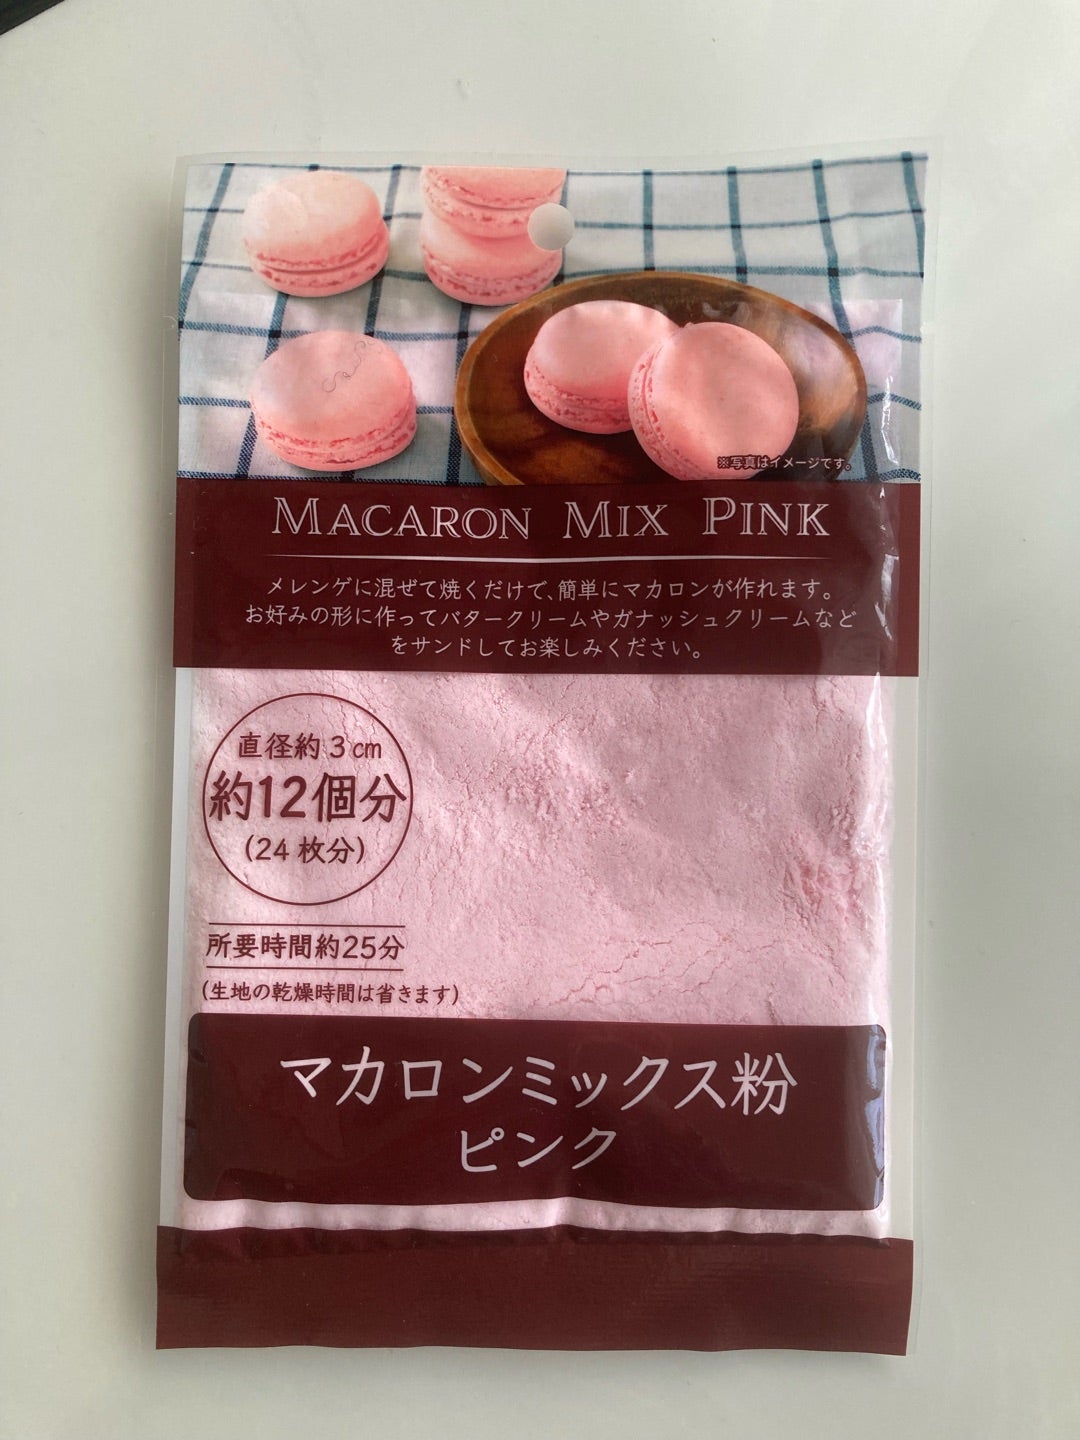 ※写真はイメージです。
MACARON MIX PINK
メレンゲに混ぜて焼くだけで、簡単にマカロンが作れます。
お好みの形に作ってバタークリームやガナッシュクリームなど
をサンドしてお楽しみください。
直径約3cm
約12個分
(24枚分)
所要時間約25分
(生地の乾燥時間は省きます)
マカロンミックス粉
ピンク